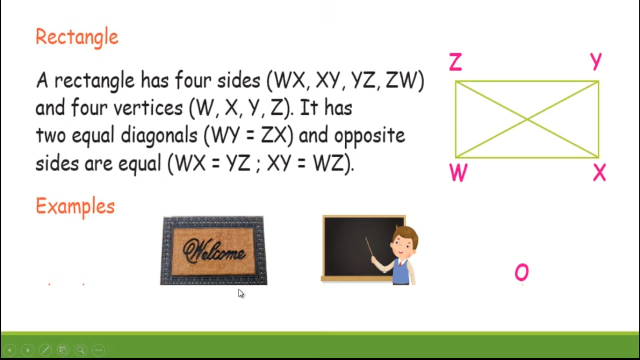 Rectangle
A rectangle has four sides (WX, XY, YZ, ZW)
and four vertices (W, X, Y, Z). It has
two equal diagonals (WY = ZX) and opposite
sides are equal (WX = YZ ; XY = WZ).
Z Y
W X
Examples
Welcome
O